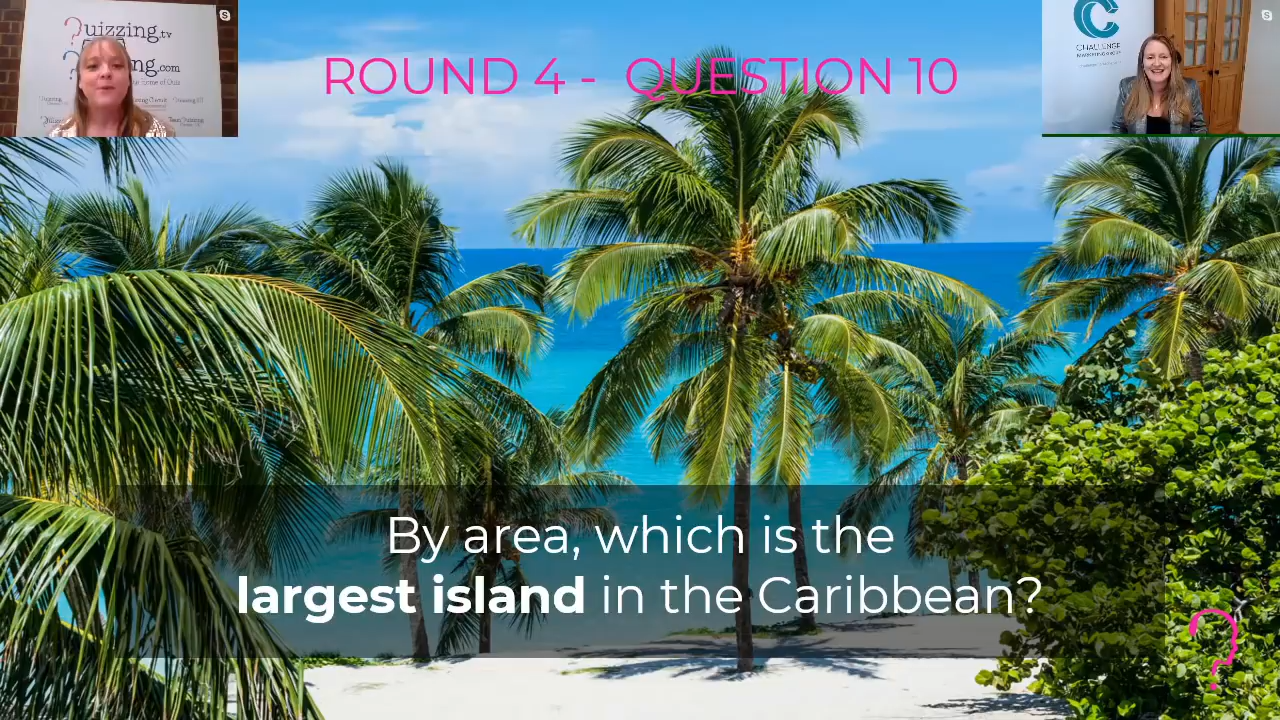 Quizzing.tv
ROUND 4 - QUESTION 10
CHALLENGE
By area, which is the
largest island in the Caribbean?